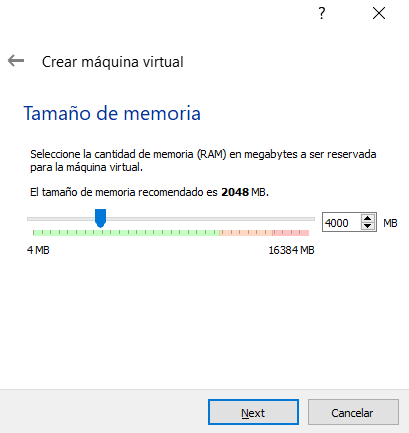 ?
Crear máquina virtual
Tamaño de memoria
Seleccione la cantidad de memoria (RAM) en megabytes a ser reservada
para la máquina virtual.
El tamaño de memoria recomendado es 2048 MB.
4000 MB
4 MB 16384 MB
Next Cancelar